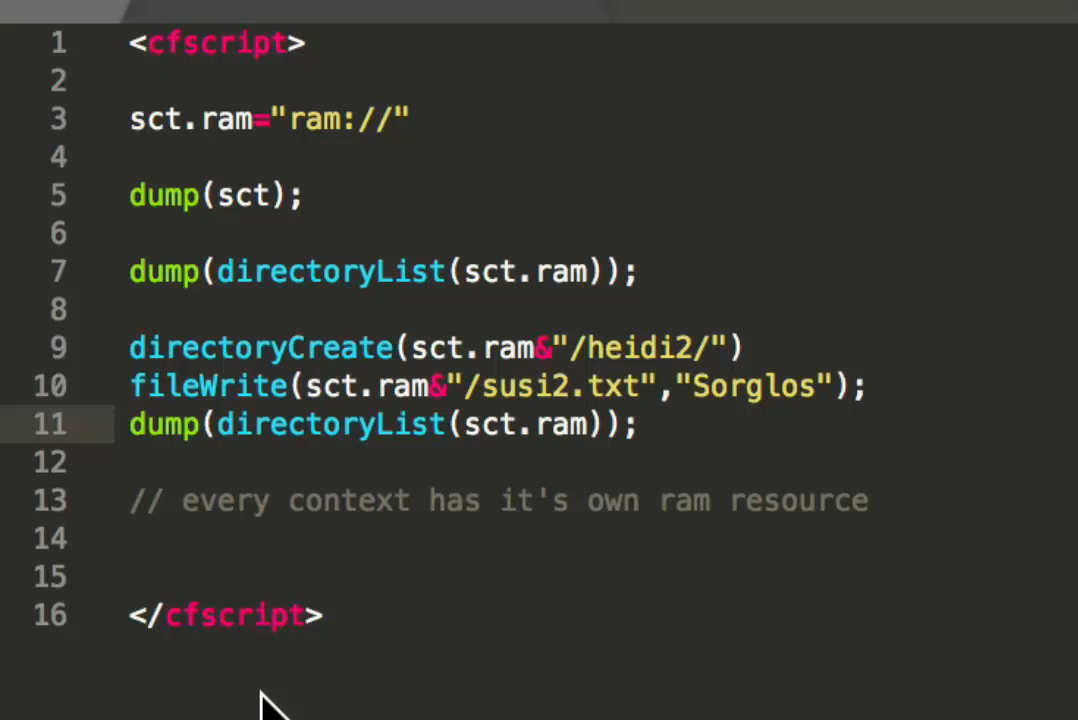 1 <cfscript>
2
3 sct.ram="ram://"
4
5 dump(sct);
6
7 dump(directoryList(sct.ram));
8
9 directoryCreate(sct.ram&"/heidi2/")
10 fileWrite(sct.ram&"/susi2.txt","Sorglos");
11 dump(directoryList(sct.ram));
12
13 // every context has it's own ram resource
14
15
16 </cfscript>